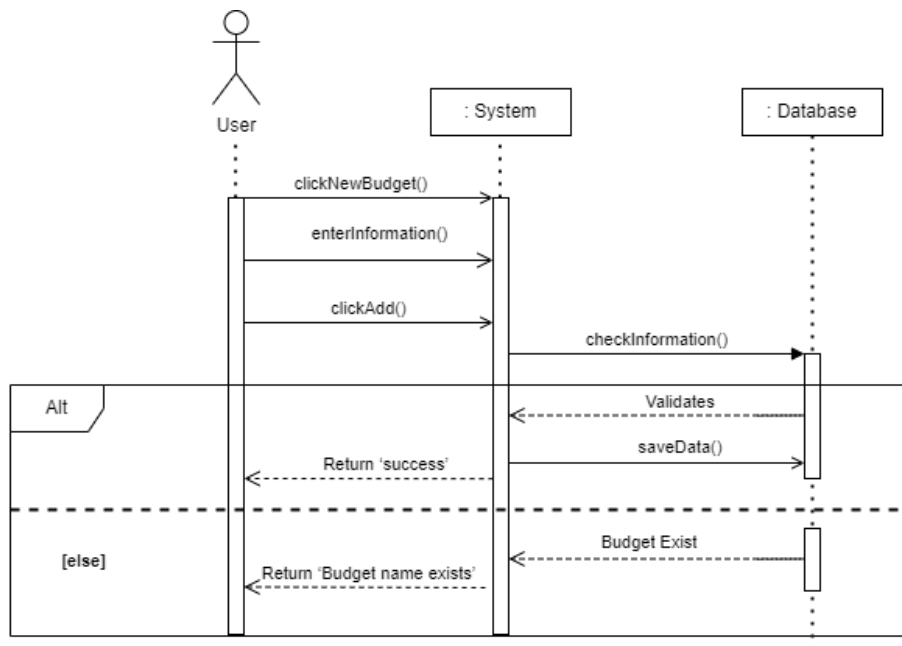 User
: System
: Database
clickNewBudget()
enterInformation()
clickAdd()
checkInformation()
Alt
Validates
saveData()
Return ‘success’
[else]
Budget Exist
Return ‘Budget name exists’